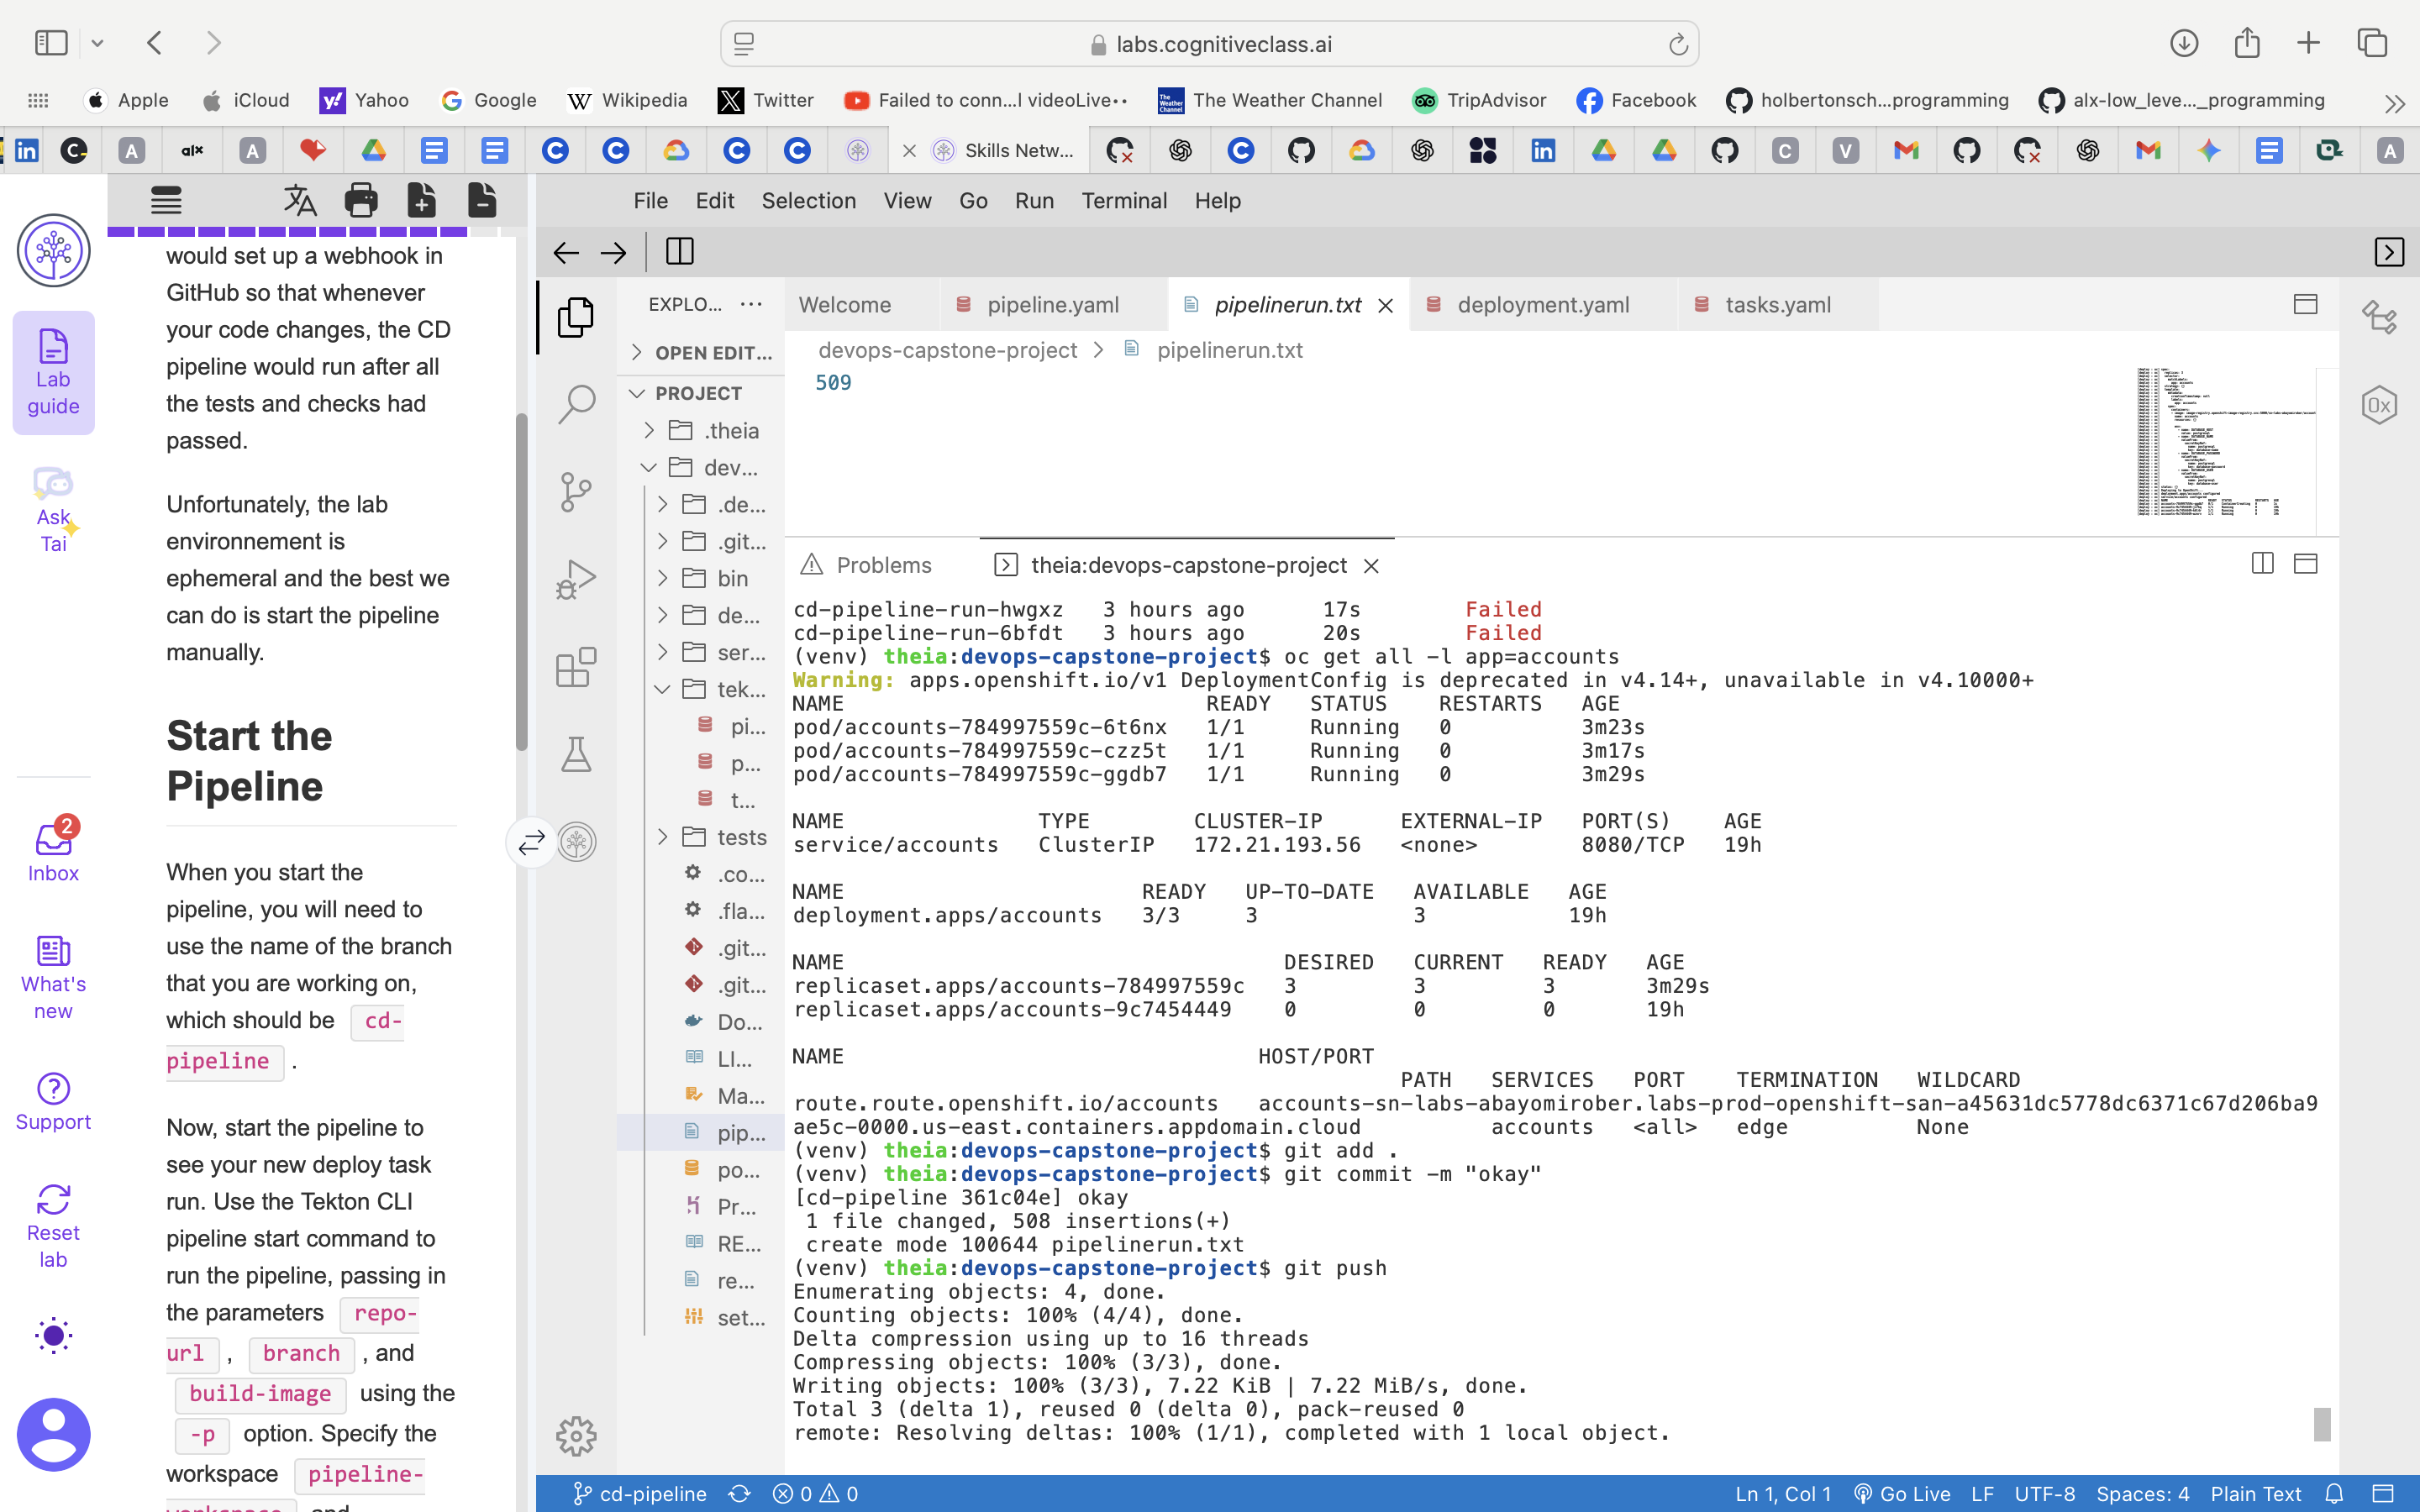 labs.cognitiveclass.ai
Apple
iCloud
Yahoo
Google
Wikipedia
Twitter
Failed to conn...l videoLive··
The Weather Channel
TripAdvisor
Facebook
holbertonsch...programming
alx-low_leve..._programming
Skills Netw...
File Edit Selection View Go Run Terminal Help
Lab guide
Ask Tai
2
Inbox
What's new
Support
Reset lab
would set up a webhook in
GitHub so that whenever
your code changes, the CD
pipeline would run after all
the tests and checks had
passed.
Unfortunately, the lab
environnement is
ephemeral and the best we
can do is start the pipeline
manually.
Start the
Pipeline
When you start the
pipeline, you will need to
use the name of the branch
that you are working on,
which should be cd-
pipeline .
Now, start the pipeline to
see your new deploy task
run. Use the Tekton CLI
pipeline start command to
run the pipeline, passing in
the parameters repo-
url , branch , and
build-image using the
-p option. Specify the
workspace pipeline-
EXPLO... ···
OPEN EDIT...
PROJECT
.theia
dev...
.de...
.git...
bin
de...
ser...
tek...
pi...
p...
t...
tests
.co...
.fla...
.git...
.git...
Do...
LI...
Ma...
pip...
po...
Pr...
RE...
re...
set...
Welcome
pipeline.yaml
pipelinerun.txt
deployment.yaml
tasks.yaml
devops-capstone-project > pipelinerun.txt
509
Problems
theia:devops-capstone-project
cd-pipeline-run-hwgxz 3 hours ago 17s Failed
cd-pipeline-run-6bfdt 3 hours ago 20s Failed
(venv) theia:devops-capstone-project$ oc get all -l app=accounts
Warning: apps.openshift.io/v1 DeploymentConfig is deprecated in v4.14+, unavailable in v4.10000+
NAME READY STATUS RESTARTS AGE
pod/accounts-784997559c-6t6nx 1/1 Running 0 3m23s
pod/accounts-784997559c-czz5t 1/1 Running 0 3m17s
pod/accounts-784997559c-ggdb7 1/1 Running 0 3m29s
NAME TYPE CLUSTER-IP EXTERNAL-IP PORT(S) AGE
service/accounts ClusterIP 172.21.193.56 <none> 8080/TCP 19h
NAME READY UP-TO-DATE AVAILABLE AGE
deployment.apps/accounts 3/3 3 3 19h
NAME DESIRED CURRENT READY AGE
replicaset.apps/accounts-784997559c 3 3 3 3m29s
replicaset.apps/accounts-9c7454449 0 0 0 19h
NAME HOST/PORT
PATH SERVICES PORT TERMINATION WILDCARD
route.route.openshift.io/accounts accounts-sn-labs-abayomirober.labs-prod-openshift-san-a45631dc5778dc6371c67d206ba9
ae5c-0000.us-east.containers.appdomain.cloud accounts <all> edge None
(venv) theia:devops-capstone-project$ git add .
(venv) theia:devops-capstone-project$ git commit -m "okay"
[cd-pipeline 361c04e] okay
1 file changed, 508 insertions(+)
create mode 100644 pipelinerun.txt
(venv) theia:devops-capstone-project$ git push
Enumerating objects: 4, done.
Counting objects: 100% (4/4), done.
Delta compression using up to 16 threads
Compressing objects: 100% (3/3), done.
Writing objects: 100% (3/3), 7.22 KiB | 7.22 MiB/s, done.
Total 3 (delta 1), reused 0 (delta 0), pack-reused 0
remote: Resolving deltas: 100% (1/1), completed with 1 local object.
cd-pipeline 0 0
Ln 1, Col 1 Go Live LF UTF-8 Spaces: 4 Plain Text